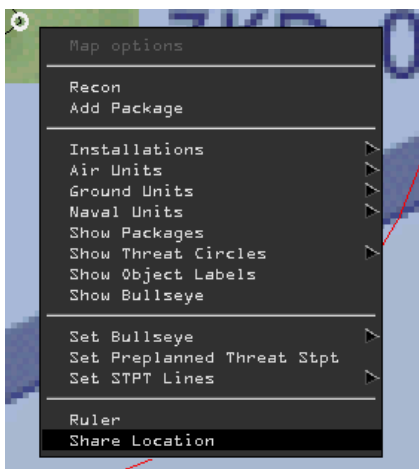 Map options
Recon
Add Package
Installations
Air Units
Ground Units
Naval Units
Show Packages
Show Threat Circles
Show Object Labels
Show Bullseye
Set Bullseye
Set Preplanned Threat Stpt
Set STPT Lines
Ruler
Share Location